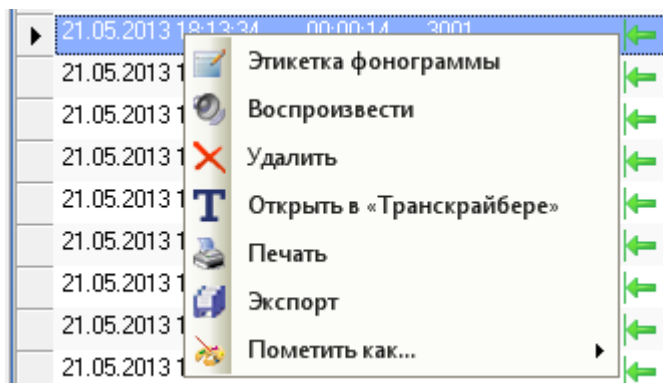 21.05.2013 18:13:34 00:00:14 3001
21.05.2013 1
Этикетка фонограммы
21.05.2013 1
Воспроизвести
21.05.2013 1
Удалить
21.05.2013 1
Открыть в «Транскрайбере»
21.05.2013 1
Печать
21.05.2013 1
Экспорт
21.05.2013 1
Пометить как...
21.05.2013 1